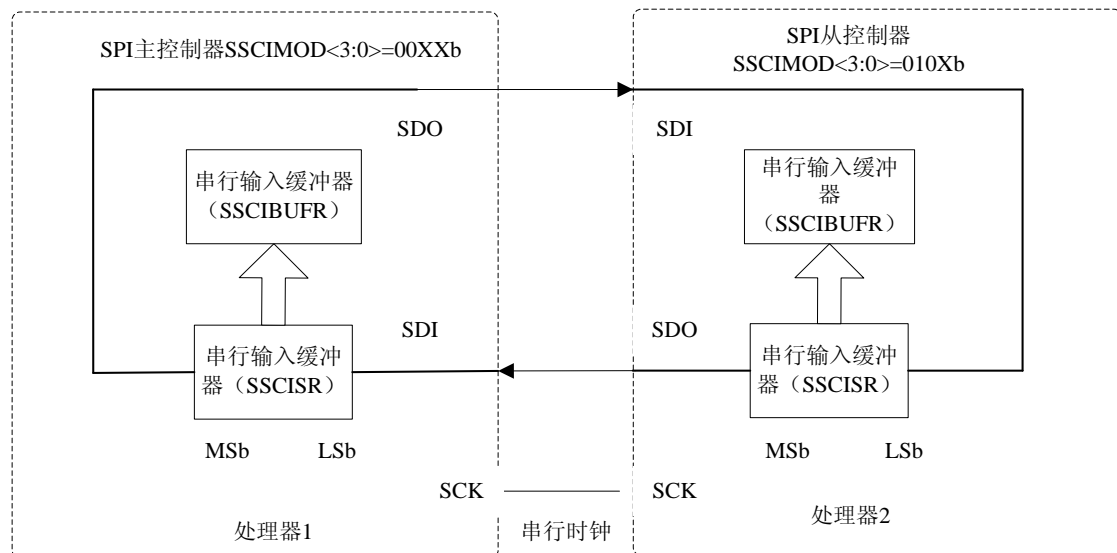 SPI主控制器SSCIMOD<3:0>=00XXb
SPI从控制器
SSCIMOD<3:0>=010Xb
SDO
SDI
串行输入缓冲器
（SSCIBUFR）
串行输入缓冲
器
（SSCIBUFR）
SDI
SDO
串行输入缓冲
器（SSCISR）
串行输入缓冲
器（SSCISR）
MSb
LSb
MSb
LSb
SCK
SCK
处理器1
串行时钟
处理器2